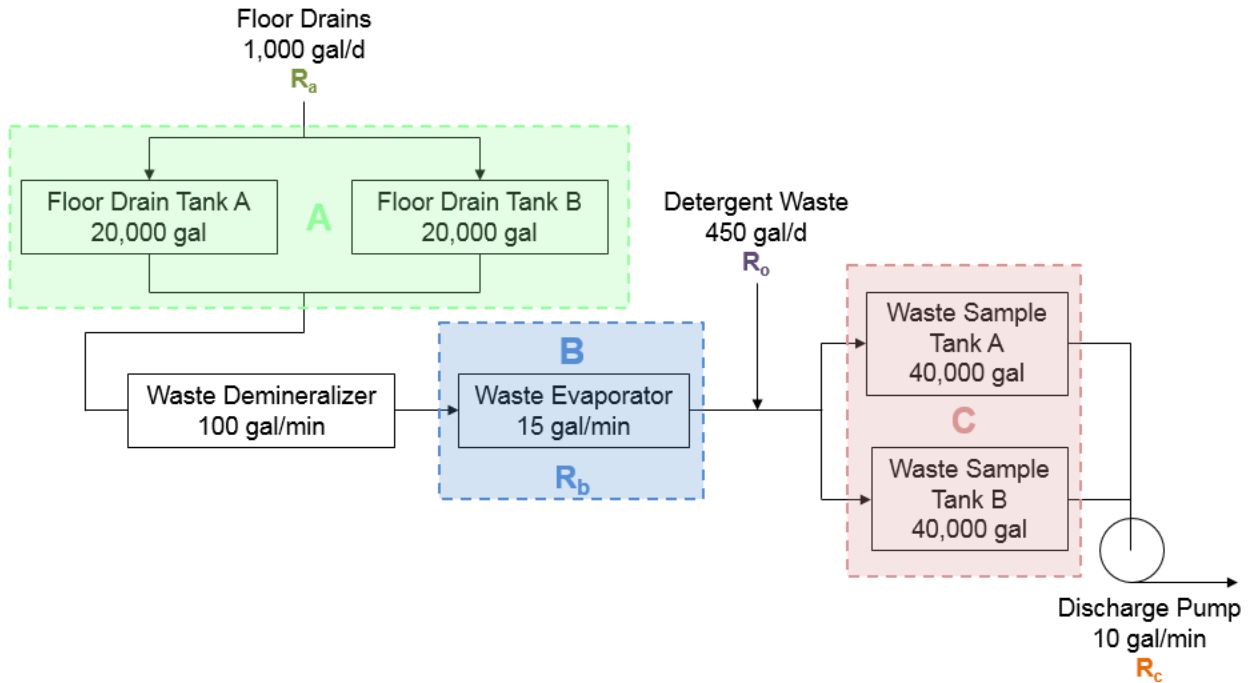 Floor Drains
1,000 gal/d
Rₐ
Floor Drain Tank A
20,000 gal
A
Floor Drain Tank B
20,000 gal
Detergent Waste
450 gal/d
Rₒ
Waste Demineralizer
100 gal/min
B
Waste Evaporator
15 gal/min
R_b
Waste Sample
Tank A
40,000 gal
C
Waste Sample
Tank B
40,000 gal
Discharge Pump
10 gal/min
R_c